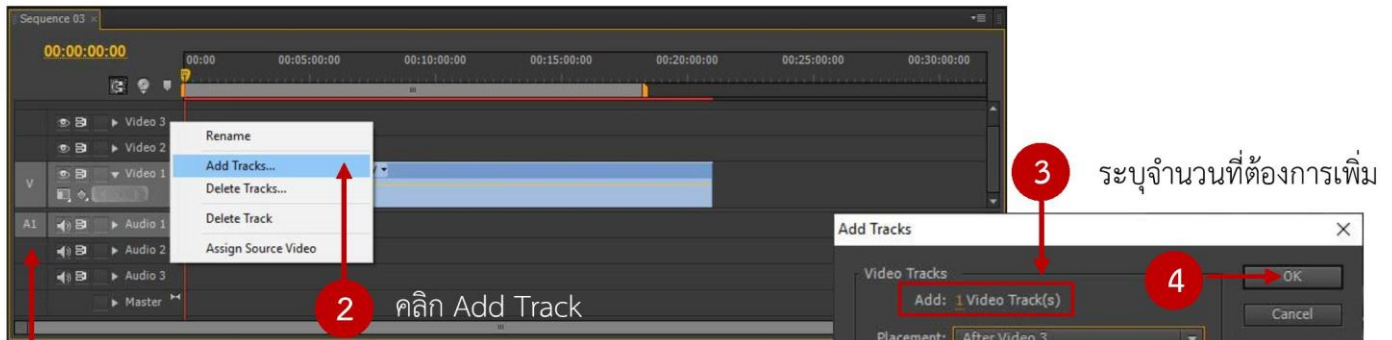 Sequence 03 ×
00:00:00:00
00:00 00:05:00:00 00:10:00:00 00:15:00:00 00:20:00:00 00:25:00:00 00:30:00:00
Video 3
Rename
Video 2
Add Tracks...
V Video 1
Delete Tracks...
3 ระบุจำนวนที่ต้องการเพิ่ม
A1 Audio 1
Delete Track
Add Tracks
Audio 2
Assign Source Video
Audio 3
Video Tracks
4 OK
Master
2 คลิก Add Track
Add: 1 Video Track(s)
Cancel
Placement: After Video 3